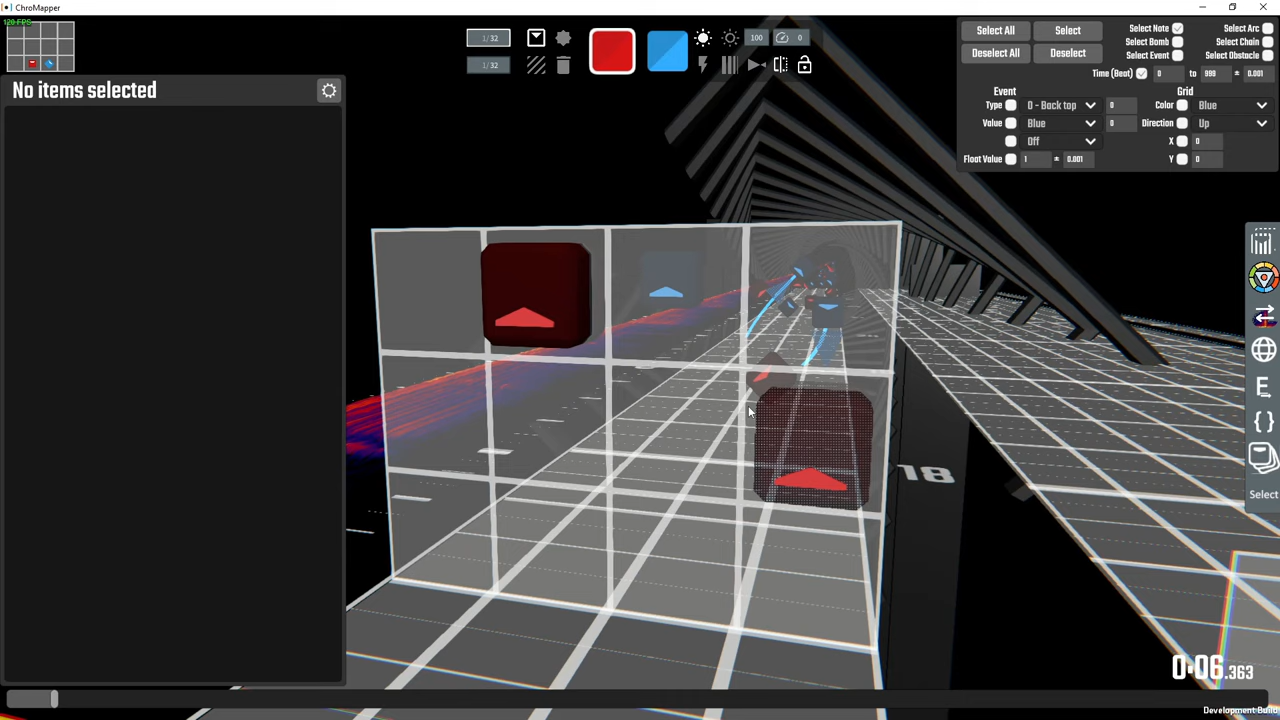 ChroMapper
120 FPS
No items selected
1/32
1/32
100
0
Select All
Select
Deselect All
Deselect
Select Note
Select Arc
Select Bomb
Select Chain
Select Event
Select Obstacle
Time (Beat)
0
to
999
±
0.001
Event
Grid
Type
0 - Back top
0
Color
Blue
Value
Blue
0
Direction
Up
Off
X
0
Float Value
1
±
0.001
Y
0
18
E
{ }
Select
0:06.363
Development Build